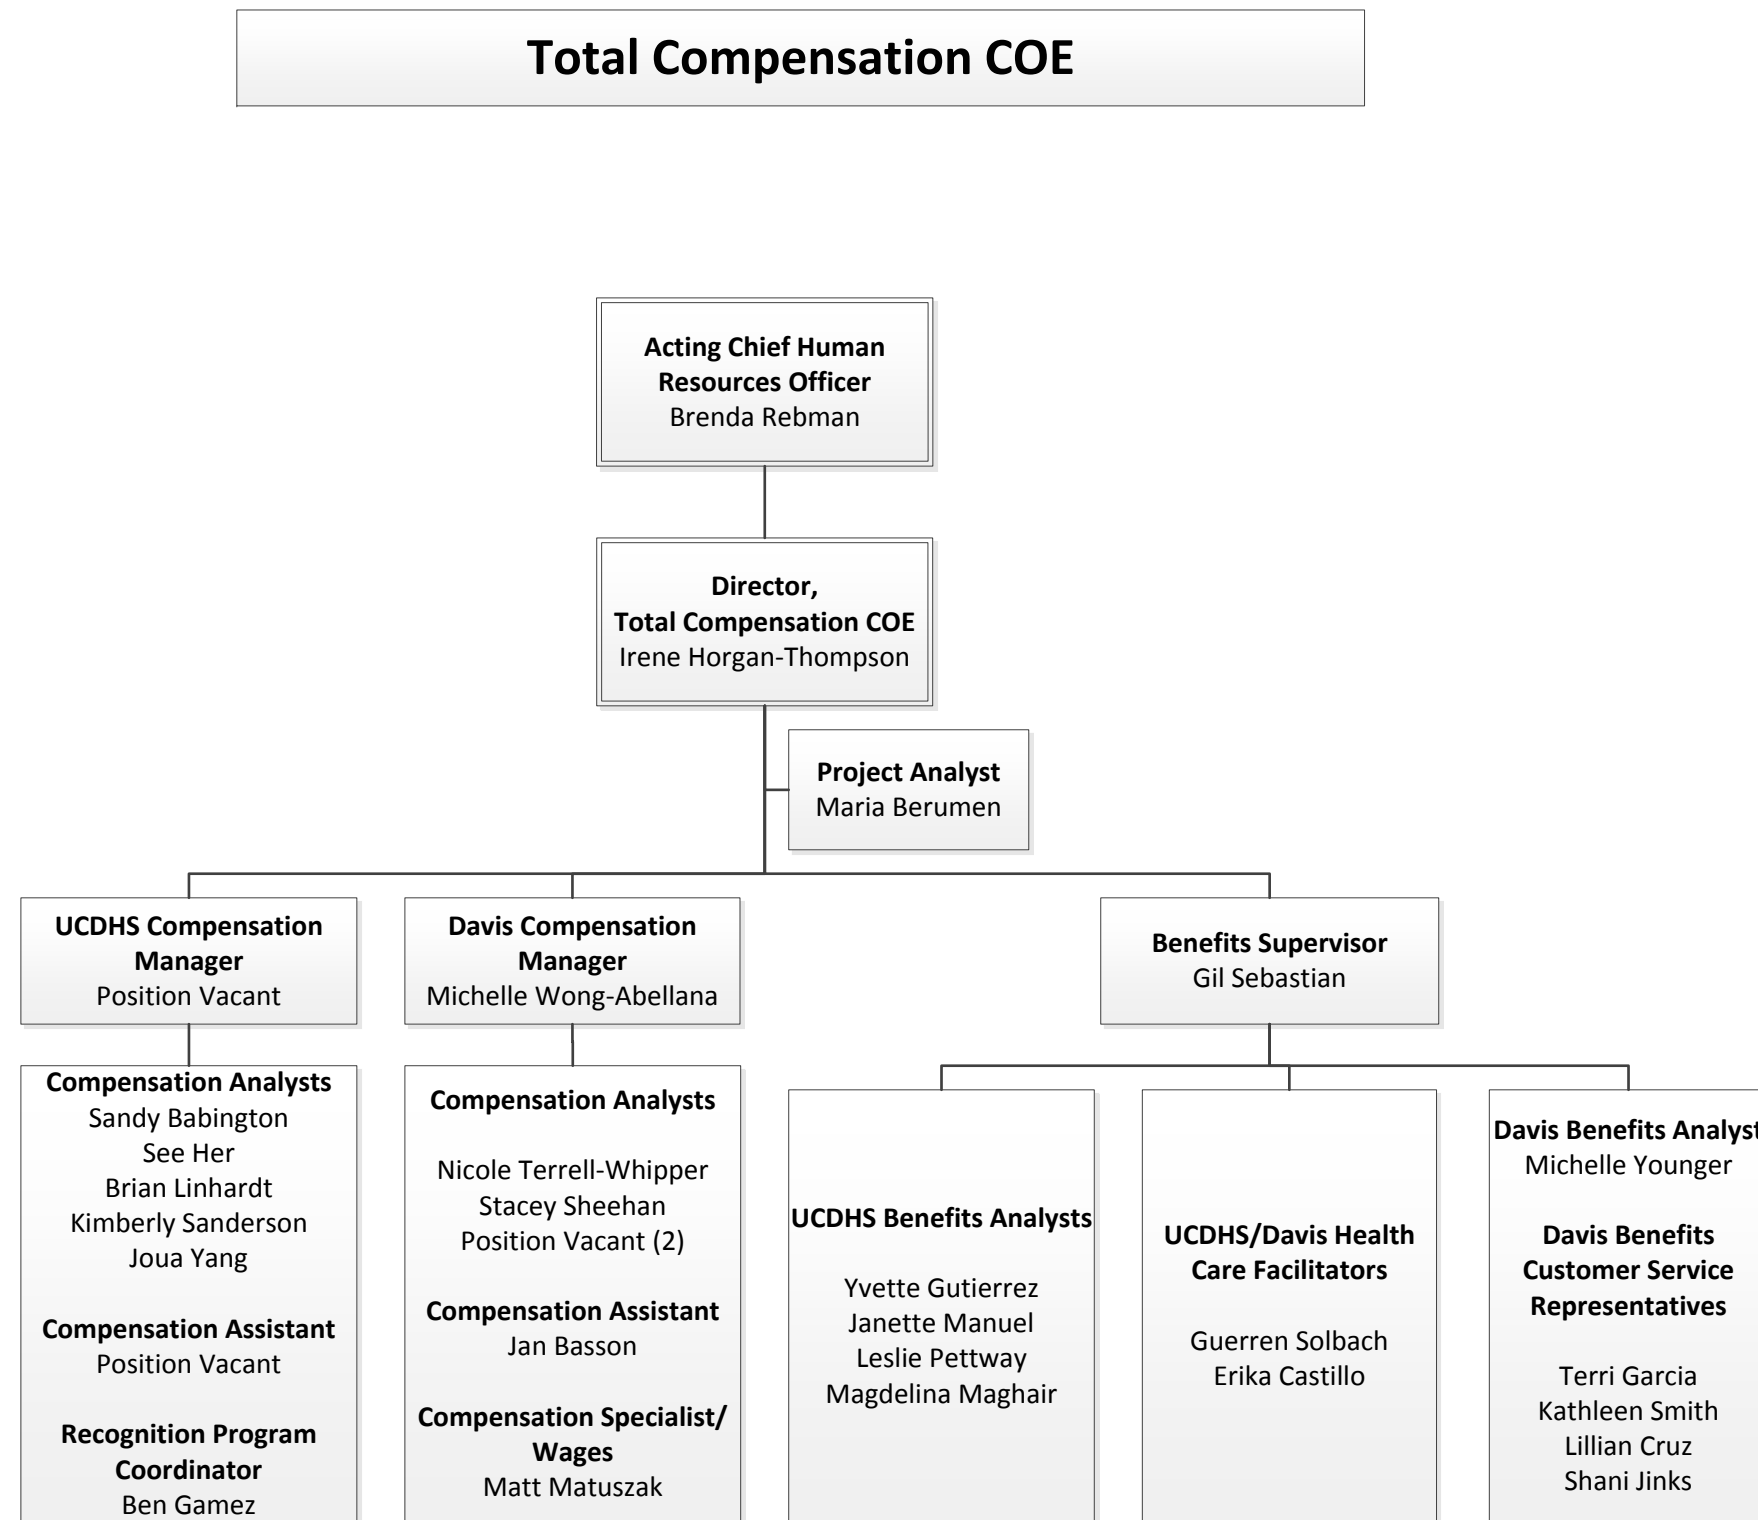 Total Compensation COE
Acting Chief Human
Resources Officer
Brenda Rebman
Director,
Total Compensation COE
Irene Horgan-Thompson
Project Analyst
Maria Berumen
UCDHS Compensation
Manager
Position Vacant
Davis Compensation
Manager
Michelle Wong-Abellana
Benefits Supervisor
Gil Sebastian
Compensation Analysts
Sandy Babington
See Her
Brian Linhardt
Kimberly Sanderson
Joua Yang
Compensation Assistant
Position Vacant
Recognition Program
Coordinator
Ben Gamez
Compensation Analysts
Nicole Terrell-Whipper
Stacey Sheehan
Position Vacant (2)
Compensation Assistant
Jan Basson
Compensation Specialist/
Wages
Matt Matuszak
UCDHS Benefits Analysts
Yvette Gutierrez
Janette Manuel
Leslie Pettway
Magdelina Maghair
UCDHS/Davis Health
Care Facilitators
Guerren Solbach
Erika Castillo
Davis Benefits Analyst
Michelle Younger
Davis Benefits
Customer Service
Representatives
Terri Garcia
Kathleen Smith
Lillian Cruz
Shani Jinks